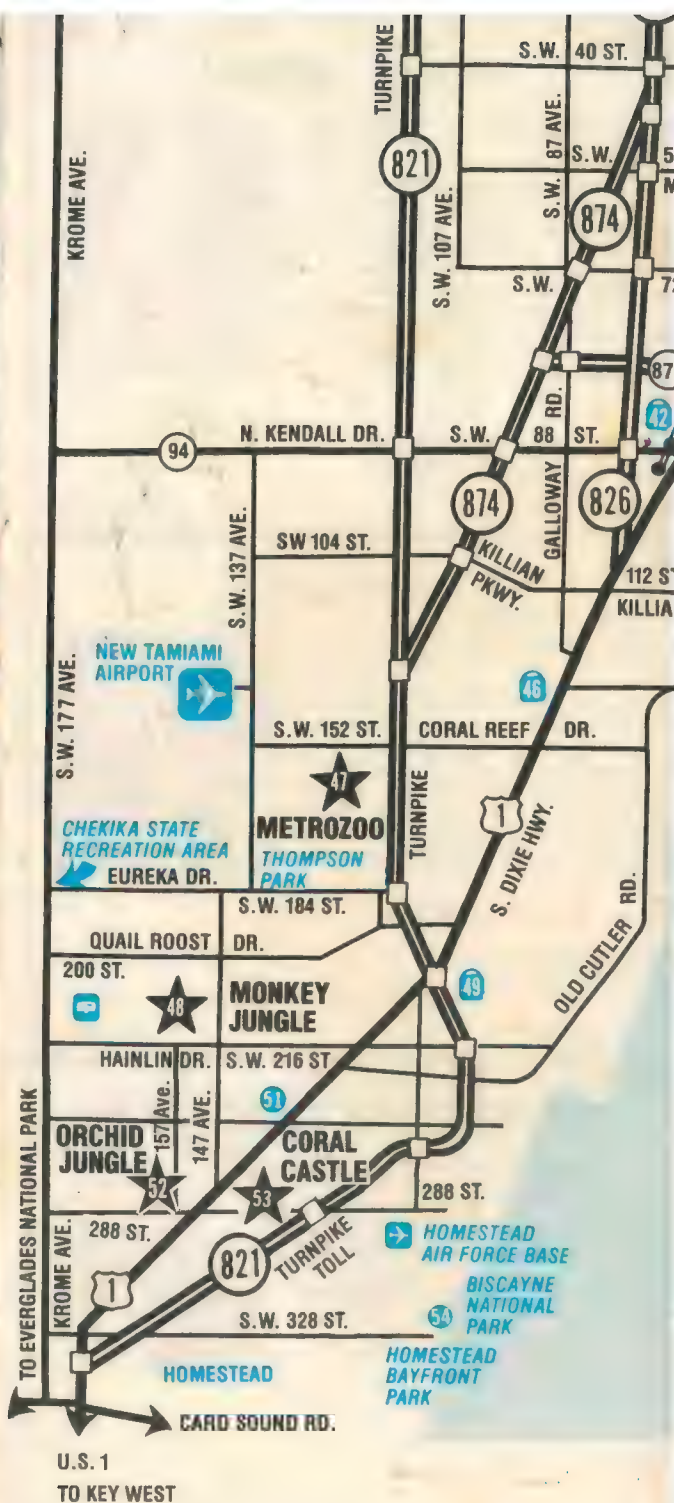 TURNPIKE
S.W. 40 ST.
87 AVE.
S.W.
S.W.
821
874
KROME AVE.
S.W. 107 AVE.
S.W.
RD.
42
N. KENDALL DR.
S.W. 88 ST.
94
GALLOWAY
874
826
S.W. 137 AVE.
SW 104 ST.
KILLIAN
PKWY.
112 ST
NEW TAMIAMI
AIRPORT
46
S.W. 177 AVE.
S.W. 152 ST.
CORAL REEF DR.
47
METROZOO
TURNPIKE
1
S. DIXIE HWY.
CHEKIKA STATE
RECREATION AREA
THOMPSON
PARK
EUREKA DR.
S.W. 184 ST.
OLD CUTLER RD.
QUAIL ROOST DR.
200 ST.
48
MONKEY
JUNGLE
49
HAINLIN DR.
S.W. 216 ST
51
157 Ave.
147 AVE.
ORCHID
JUNGLE
52
CORAL
CASTLE
53
288 ST.
288 ST.
TO EVERGLADES NATIONAL PARK
KROME AVE.
1
821
TURNPIKE
TOLL
HOMESTEAD
AIR FORCE BASE
54
BISCAYNE
NATIONAL
PARK
S.W. 328 ST.
HOMESTEAD
HOMESTEAD
BAYFRONT
PARK
CARD SOUND RD.
U.S. 1
TO KEY WEST